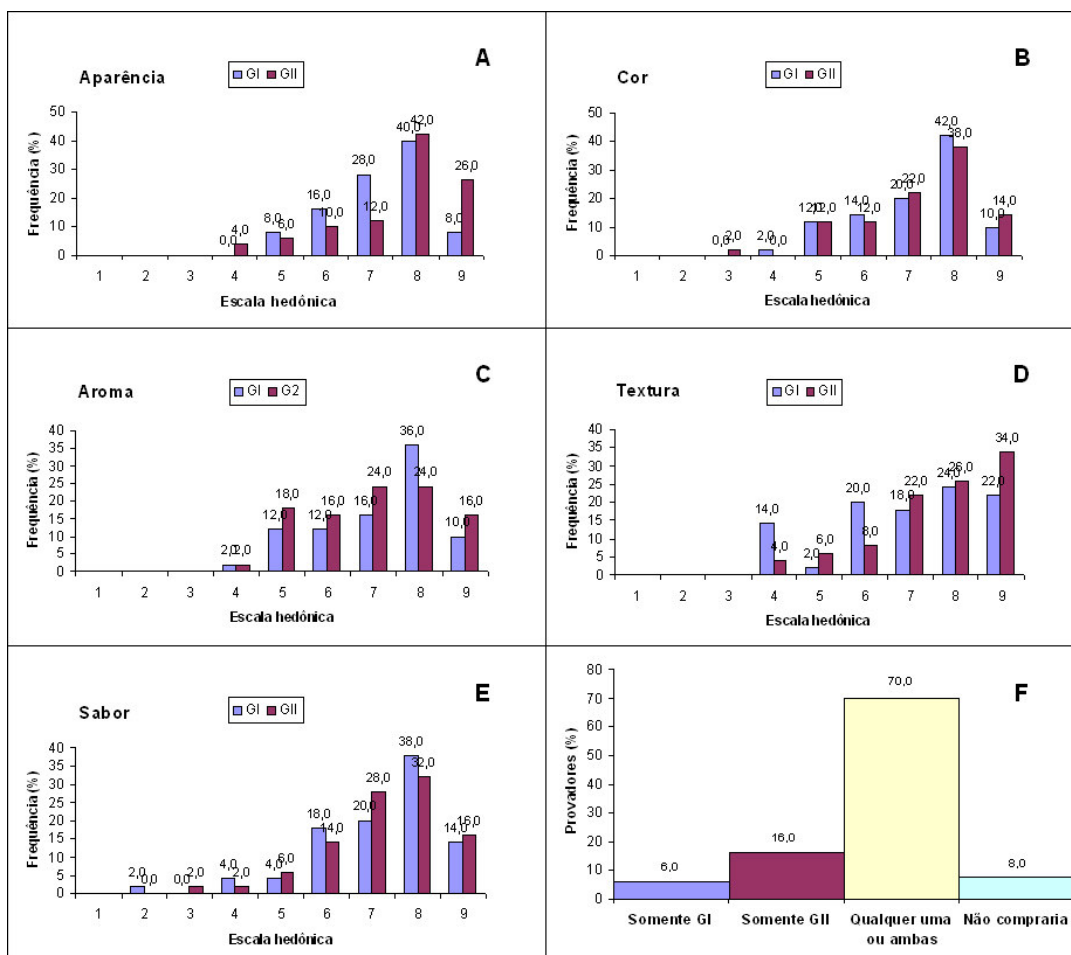 A
Aparência
GI GII
Frequência (%)
50
40
30
20
10
0
0,0 4,0 8,0 6,0 16,0 10,0 28,0 12,0 40,0 42,0 8,0 26,0
1 2 3 4 5 6 7 8 9
Escala hedônica
B
Cor
GI GII
Frequência (%)
50
40
30
20
10
0
0,0 2,0 2,0 0,0 12,0 12,0 14,0 12,0 20,0 22,0 42,0 38,0 10,0 14,0
1 2 3 4 5 6 7 8 9
Escala hedônica
C
Aroma
GI G2
Frequência (%)
40
35
30
25
20
15
10
5
0
2,0 2,0 12,0 18,0 12,0 16,0 16,0 24,0 36,0 24,0 10,0 16,0
1 2 3 4 5 6 7 8 9
Escala hedônica
D
Textura
GI GII
Frequência (%)
40
35
30
25
20
15
10
5
0
14,0 4,0 2,0 6,0 20,0 8,0 18,0 22,0 24,0 26,0 22,0 34,0
1 2 3 4 5 6 7 8 9
Escala hedônica
E
Sabor
GI GII
Frequência (%)
40
35
30
25
20
15
10
5
0
2,0 0,0 0,0 2,0 4,0 2,0 4,0 6,0 18,0 14,0 20,0 28,0 38,0 32,0 14,0 16,0
1 2 3 4 5 6 7 8 9
Escala hedônica
F
Provadores (%)
80
70
60
50
40
30
20
10
0
6,0 16,0 70,0 8,0
Somente GI Somente GII Qualquer uma Não compraria
ou ambas